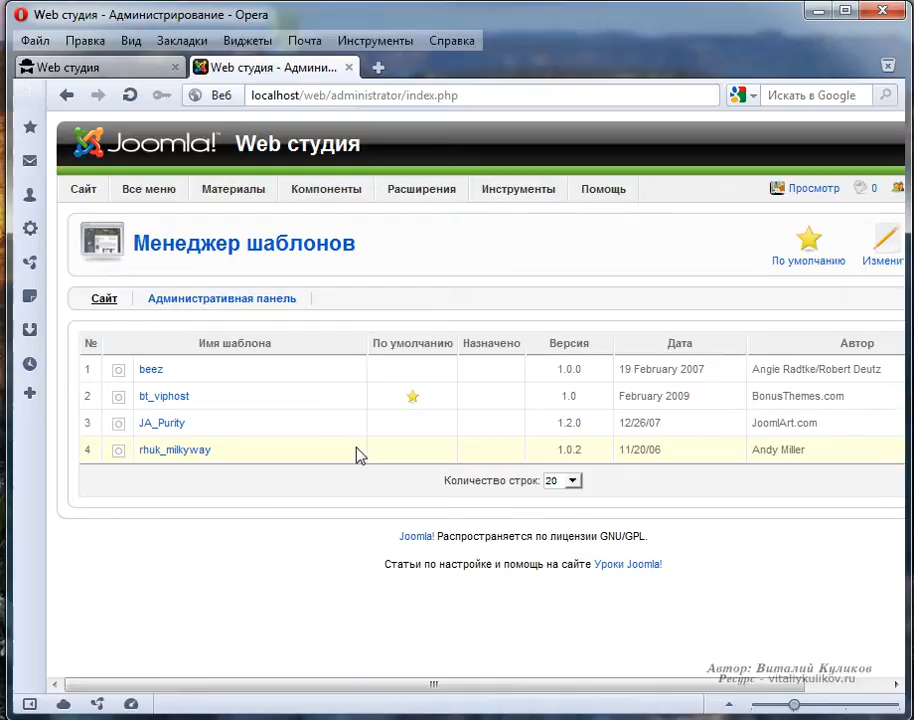 Web студия - Администрирование - Opera
Файл Правка Вид Закладки Виджеты Почта Инструменты Справка
Web студия Web студия - Админи...
Веб localhost/web/administrator/index.php Искать в Google
Joomla! Web студия
Сайт Все меню Материалы Компоненты Расширения Инструменты Помощь Просмотр 0
Менеджер шаблонов По умолчанию Измени
Сайт Административная панель
№ Имя шаблона По умолчанию Назначено Версия Дата Автор
1 beez 1.0.0 19 February 2007 Angie Radtke/Robert Deutz
2 bt_viphost 1.0 February 2009 BonusThemes.com
3 JA_Purity 1.2.0 12/26/07 JoomlArt.com
4 rhuk_milkyway 1.0.2 11/20/06 Andy Miller
Количество строк: 20
Joomla! Распространяется по лицензии GNU/GPL.
Статьи по настройке и помощь на сайте Уроки Joomla!
Автор: Виталий Куликов
Ресурс - vitaliykulikov.ru